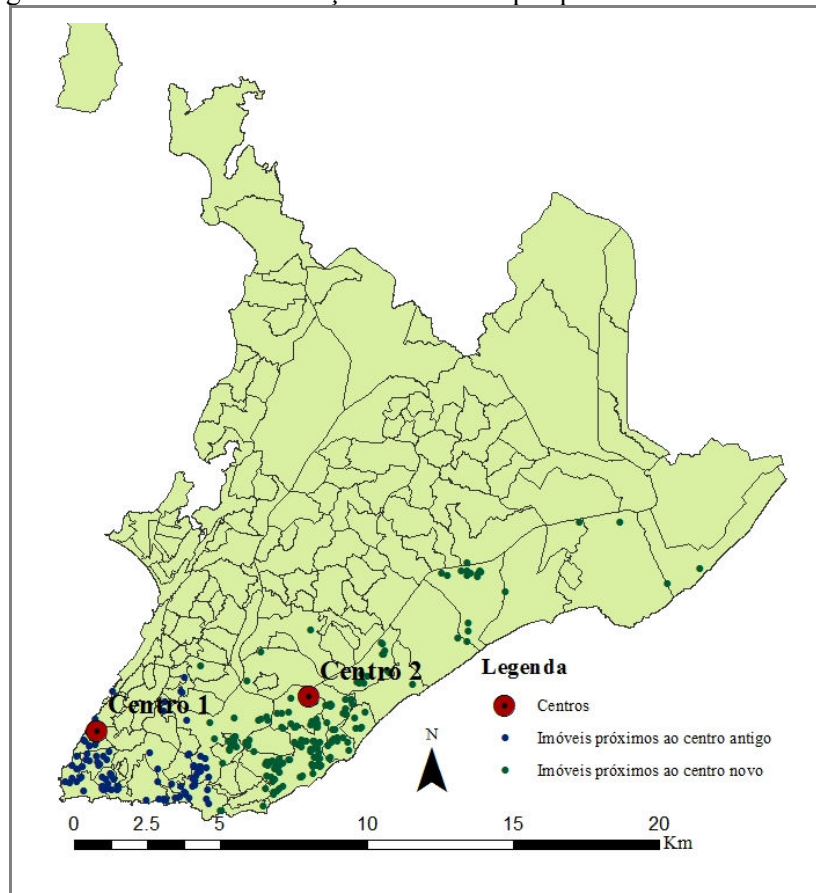 Centro 2
Legenda
Centro 1
Centros
N
Imóveis próximos ao centro antigo
Imóveis próximos ao centro novo
0 2.5 5 10 15 20
Km